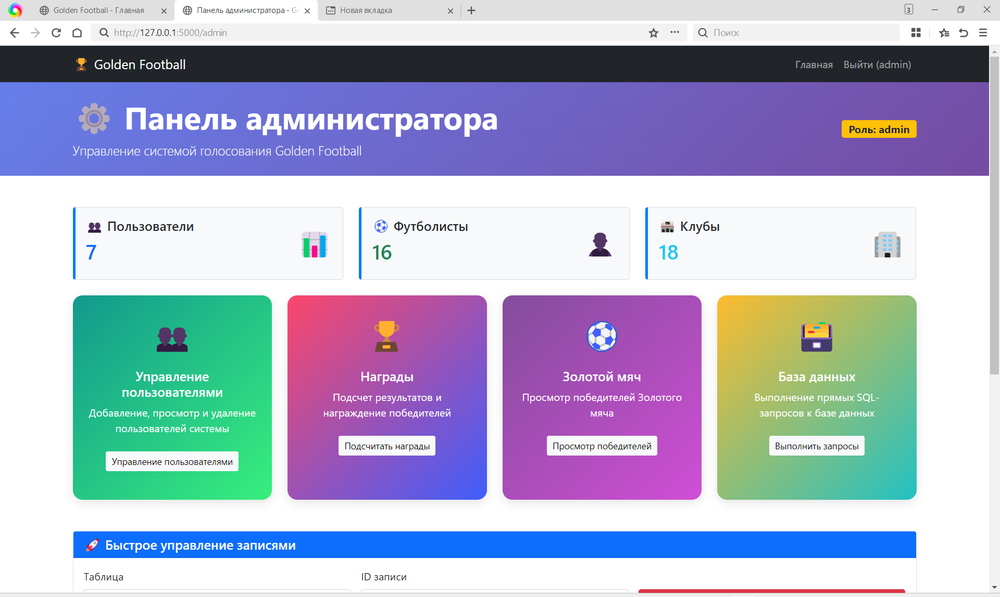 Golden Football - Главная
Панель администратора - Go
Новая вкладка
3
http://127.0.0.1:5000/admin
Поиск
Golden Football
Главная
Выйти (admin)
Панель администратора
Роль: admin
Управление системой голосования Golden Football
Пользователи
7
Футболисты
16
Клубы
18
Управление
пользователями
Добавление, просмотр и удаление
пользователей системы
Управление пользователями
Награды
Подсчет результатов и
награждение победителей
Подсчитать награды
Золотой мяч
Просмотр победителей Золотого
мяча
Просмотр победителей
База данных
Выполнение прямых SQL-
запросов к базе данных
Выполнить запросы
Быстрое управление записями
Таблица
ID записи